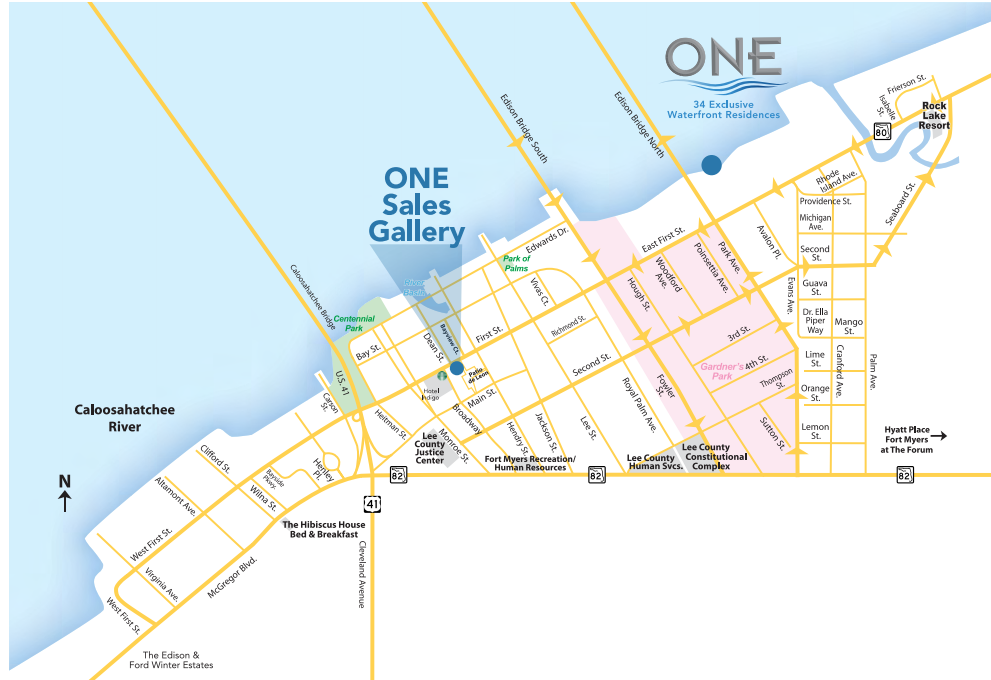 ONE
34 Exclusive
Waterfront Residences
Edison Bridge South
Edison Bridge North
Frierson St.
Isabelle
St.
Rock
Lake
Resort
80
ONE
Sales
Gallery
Rhode
Island Ave.
Providence St.
Michigan
Ave.
Seaboard St.
Edwards Dr.
East First St.
Park Ave.
Poinsettia Ave.
Avalon Pl.
Second
St.
Park of
Palms
Woodford
Ave.
Caloosahatchee Bridge
River
Basin
Vivas Ct.
Hough St.
Evans Ave.
Guava
St.
Centennial
Park
Bay St.
Dean St.
Bayview Ct.
First St.
Richmond St.
3rd St.
Dr. Ella
Piper
Way
Mango
St.
U.S. 41
Patio
de Leon
Second St.
Gardner's
Park
4th St.
Thompson
St.
Lime
St.
Cranford Ave.
Palm Ave.
Hotel
Indigo
Main St.
Royal Palm Ave.
Fowler
St.
Orange
St.
Carson
St.
Heitman St.
Broadway
Caloosahatchee
River
Monroe St.
Hendry St.
Jackson St.
Lee St.
Sutton St.
Lemon
St.
Hyatt Place
Fort Myers
at The Forum
Lee
County
Justice
Center
Fort Myers Recreation/
Human Resources
Lee County
Human Svcs.
Lee County
Constitutional
Complex
Clifford St.
Henley
Pl.
Bayside
Pkwy.
82
82
82
N
Altamont Ave.
Wilna St.
41
The Hibiscus House
Bed & Breakfast
West First St.
Cleveland Avenue
Virginia Ave.
McGregor Blvd.
West First St.
The Edison &
Ford Winter Estates